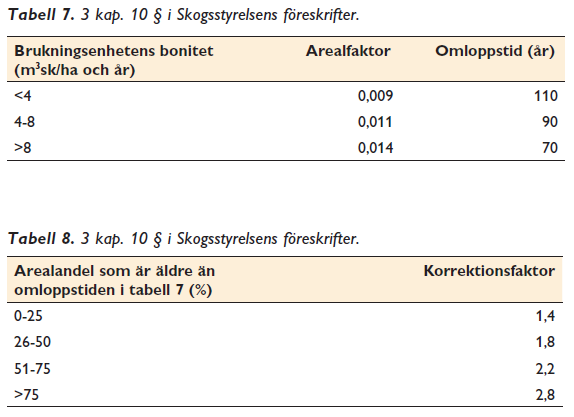 Tabell 7. 3 kap. 10 § i Skogsstyrelsens föreskrifter.
Brukningsenhetens bonitet Arealfaktor Omloppstid (år)
(m³sk/ha och år)
<4 0,009 110
4-8 0,011 90
>8 0,014 70
Tabell 8. 3 kap. 10 § i Skogsstyrelsens föreskrifter.
Arealandel som är äldre än Korrektionsfaktor
omloppstiden i tabell 7 (%)
0-25 1,4
26-50 1,8
51-75 2,2
>75 2,8